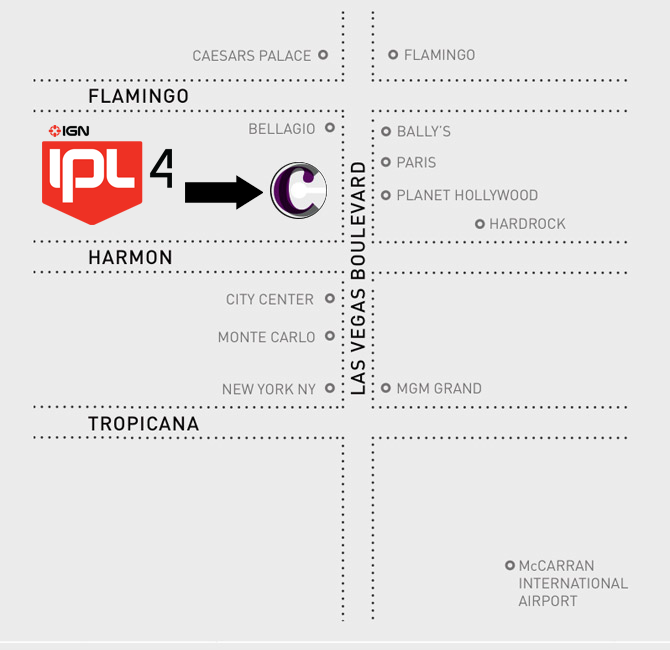 CAESARS PALACE
FLAMINGO
FLAMINGO
BELLAGIO
BALLY'S
IGN
IPL 4
PARIS
C
PLANET HOLLYWOOD
HARDROCK
LAS VEGAS BOULEVARD
HARMON
CITY CENTER
MONTE CARLO
NEW YORK NY
MGM GRAND
TROPICANA
McCARRAN
INTERNATIONAL
AIRPORT